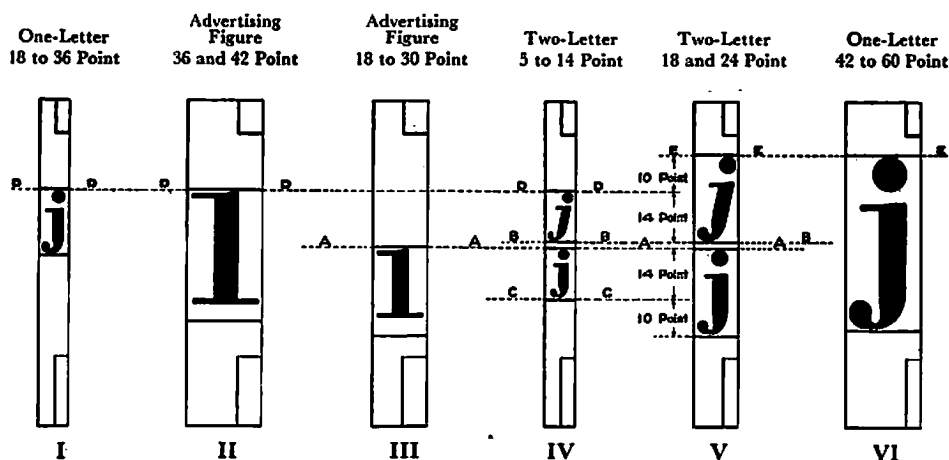 One-Letter
18 to 36 Point
Advertising
Figure
36 and 42 Point
Advertising
Figure
18 to 30 Point
Two-Letter
5 to 14 Point
Two-Letter
18 and 24 Point
One-Letter
42 to 60 Point
E E E
10 Point
D D D D D D
14 Point
B B B
A A A A
14 Point
C C
10 Point
j
1
1
j
j
j
j
j
I
II
III
IV
V
VI